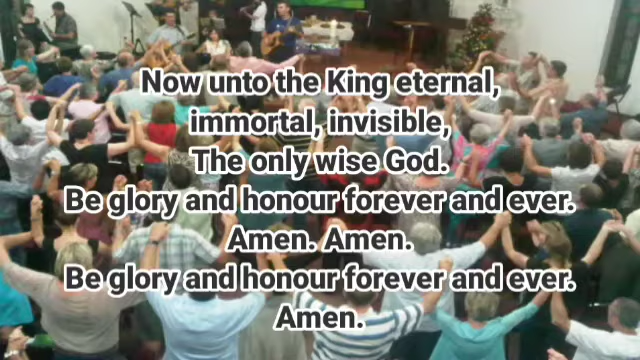 Now unto the King eternal,
immortal, invisible,
The only wise God.
Be glory and honour forever and ever.
Amen. Amen.
Be glory and honour forever and ever.
Amen.